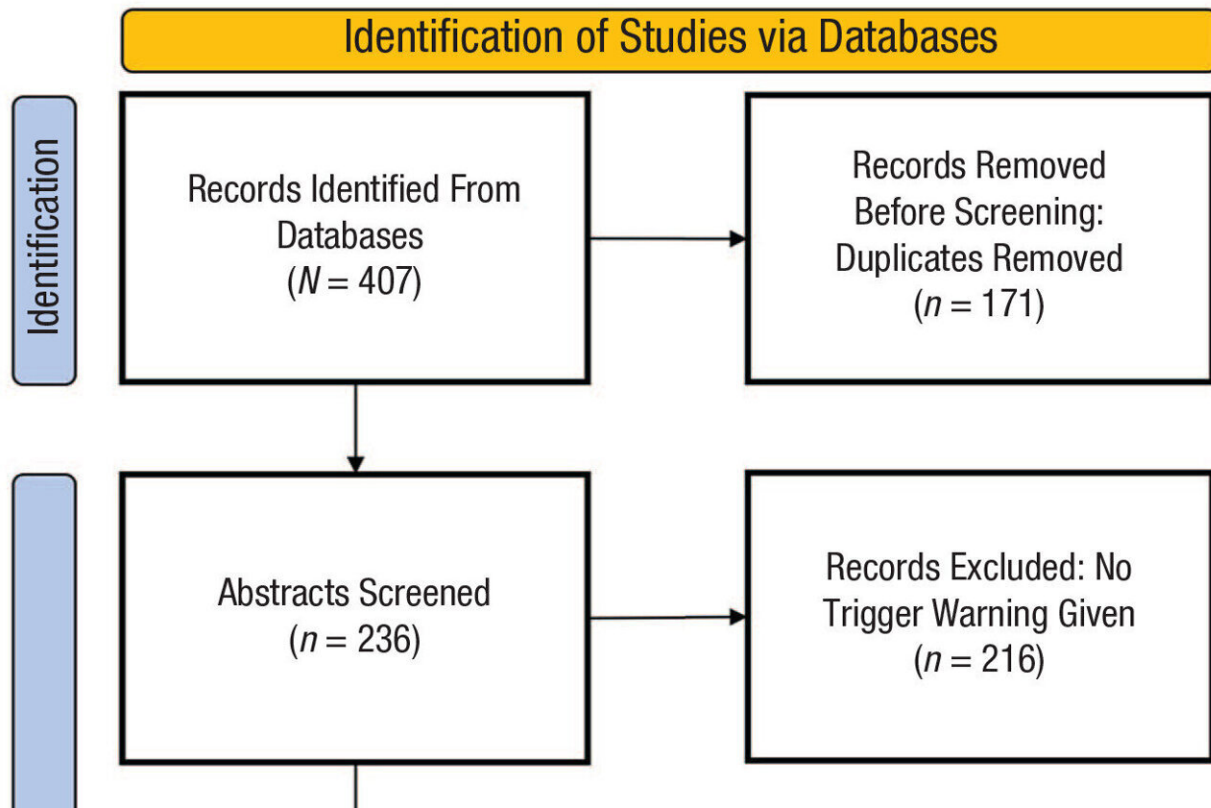 Identification of Studies via Databases
Identification
Records Identified From
Databases
(N = 407)
Records Removed
Before Screening:
Duplicates Removed
(n = 171)
Abstracts Screened
(n = 236)
Records Excluded: No
Trigger Warning Given
(n = 216)